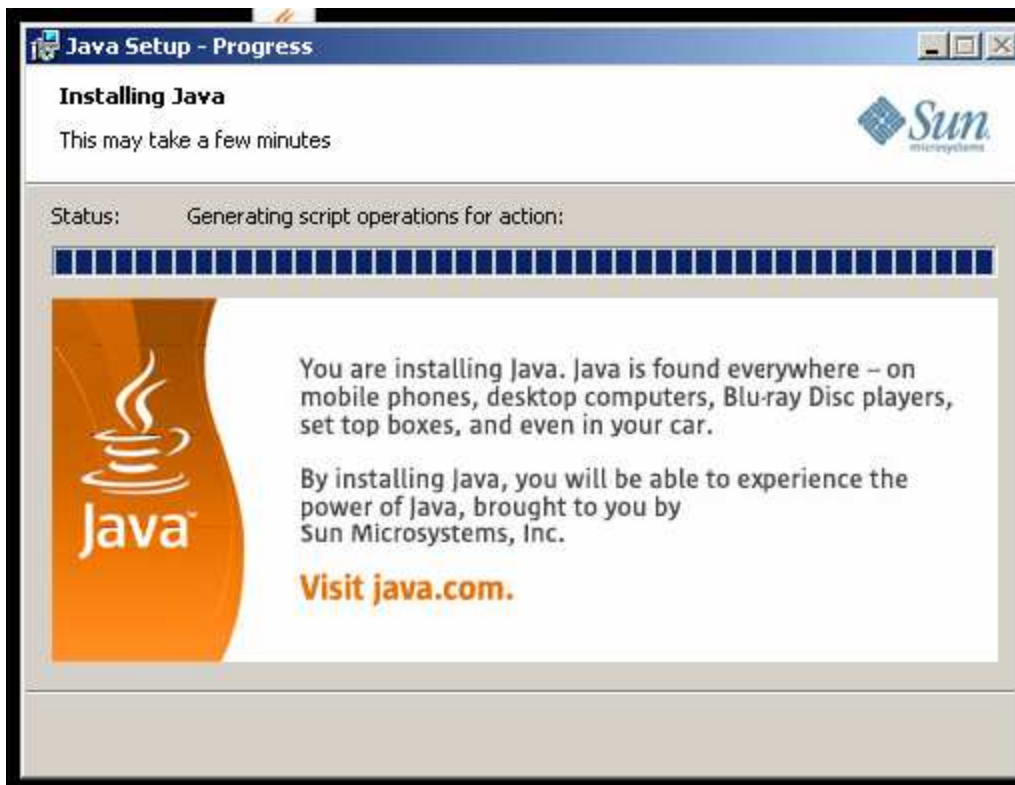 Java Setup - Progress
Installing Java
This may take a few minutes
Sun
microsystems
Status: Generating script operations for action:
Java™
You are installing Java. Java is found everywhere – on
mobile phones, desktop computers, Blu-ray Disc players,
set top boxes, and even in your car.
By installing Java, you will be able to experience the
power of Java, brought to you by
Sun Microsystems, Inc.
Visit java.com.